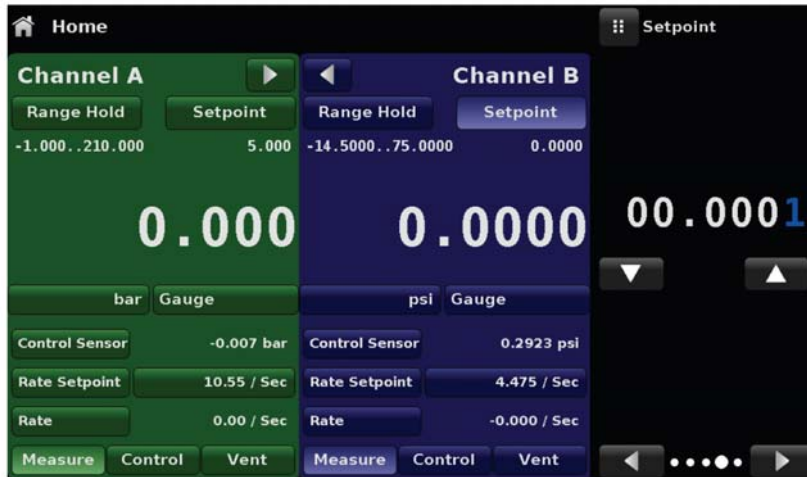 Home
Setpoint
Channel A
Channel B
Range Hold Setpoint
Range Hold Setpoint
-1.000..210.000 5.000
-14.5000..75.0000 0.0000
0.000
0.0000
00.0001
bar Gauge
psi Gauge
Control Sensor -0.007 bar
Control Sensor 0.2923 psi
Rate Setpoint 10.55 / Sec
Rate Setpoint 4.475 / Sec
Rate 0.00 / Sec
Rate -0.000 / Sec
Measure Control Vent
Measure Control Vent